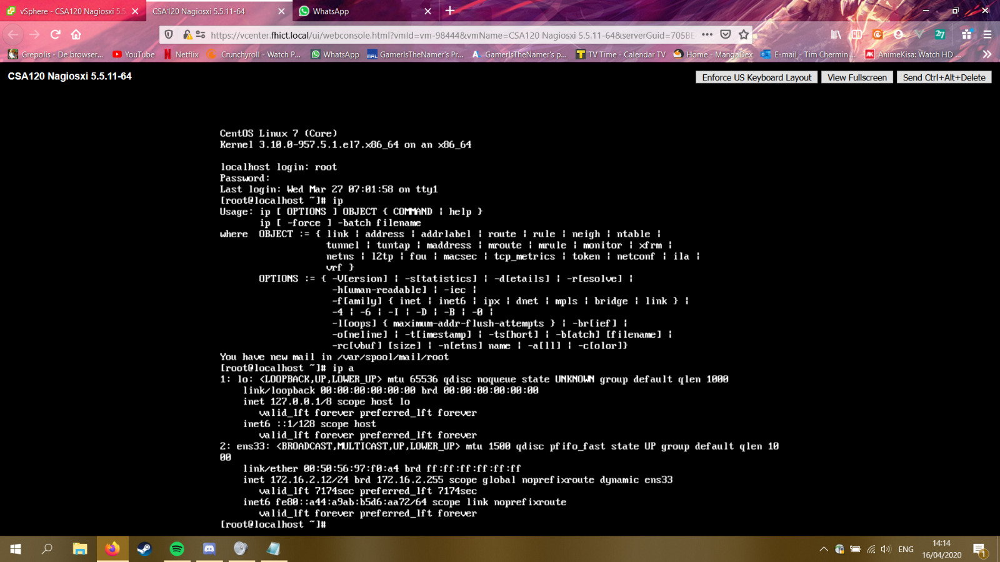 vSphere - CSA120 Nagiosxi 5.5
CSA120 Nagiosxi 5.5.11-64
WhatsApp
https://vcenter.fhict.local/ui/webconsole.html?vmId=vm-98444&vmName=CSA120 Nagiosxi 5.5.11-64&serverGuid=705BE
27
Grepolis - De browser...
YouTube
Netflix
Crunchyroll - Watch P...
WhatsApp
GamerIsTheNamer's Pr...
GamerIsTheNamer's p...
TV Time - Calendar TV
Home - MangaDex
E-mail - Tim Chermin ...
AnimeKisa: Watch HD ...
CSA120 Nagiosxi 5.5.11-64
Enforce US Keyboard Layout
View Fullscreen
Send Ctrl+Alt+Delete
CentOS Linux 7 (Core)
Kernel 3.10.0-957.5.1.el7.x86_64 on an x86_64
localhost login: root
Password:
Last login: Wed Mar 27 07:01:58 on tty1
[root@localhost ~]# ip
Usage: ip [ OPTIONS ] OBJECT { COMMAND | help }
ip [ -force ] -batch filename
where  OBJECT := { link | address | addrlabel | route | rule | neigh | ntable |
tunnel | tuntap | maddress | mroute | mrule | monitor | xfrm |
netns | l2tp | fou | macsec | tcp_metrics | token | netconf | ila |
vrf }
OPTIONS := { -V[ersion] | -s[tatistics] | -d[etails] | -r[esolve] |
-h[uman-readable] | -iec |
-f[amily] { inet | inet6 | ipx | dnet | mpls | bridge | link } |
-4 | -6 | -I | -D | -B | -0 |
-l[oops] { maximum-addr-flush-attempts } | -br[ief] |
-o[neline] | -t[imestamp] | -ts[hort] | -b[atch] [filename] |
-rc[vbuf] [size] | -n[etns] name | -a[ll] | -c[olor]}
You have new mail in /var/spool/mail/root
[root@localhost ~]# ip a
1: lo: <LOOPBACK,UP,LOWER_UP> mtu 65536 qdisc noqueue state UNKNOWN group default qlen 1000
link/loopback 00:00:00:00:00:00 brd 00:00:00:00:00:00
inet 127.0.0.1/8 scope host lo
valid_lft forever preferred_lft forever
inet6 ::1/128 scope host
valid_lft forever preferred_lft forever
2: ens33: <BROADCAST,MULTICAST,UP,LOWER_UP> mtu 1500 qdisc pfifo_fast state UP group default qlen 10
00
link/ether 00:50:56:97:f0:a4 brd ff:ff:ff:ff:ff:ff
inet 172.16.2.12/24 brd 172.16.2.255 scope global noprefixroute dynamic ens33
valid_lft 7174sec preferred_lft 7174sec
inet6 fe80::a44:a9ab:b5d6:aa72/64 scope link noprefixroute
valid_lft forever preferred_lft forever
[root@localhost ~]#
ENG
14:14
16/04/2020
1